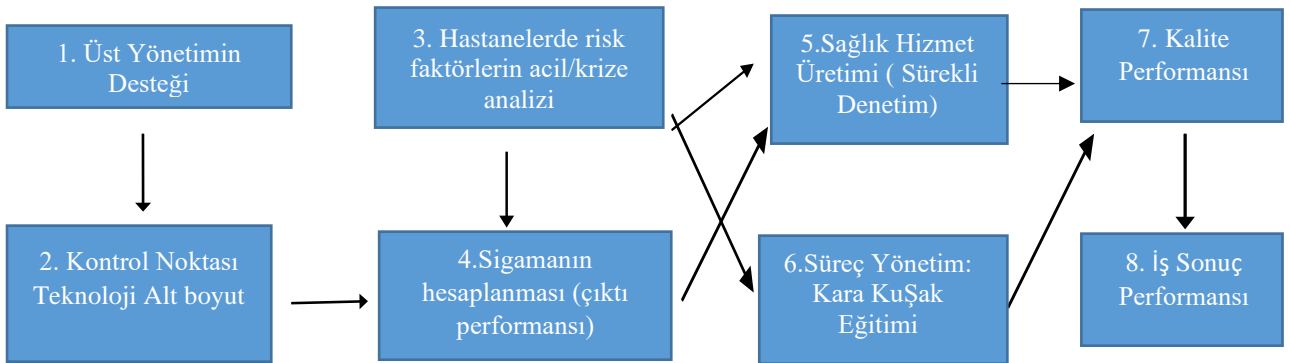 1. Üst Yönetimin
Desteği
2. Kontrol Noktası
Teknoloji Alt boyut
3. Hastanelerde risk
faktörlerin acil/krize
analizi
4.Sigamanın
hesaplanması (çıktı
performansı)
5.Sağlık Hizmet
Üretimi ( Sürekli
Denetim)
6.Süreç Yönetim:
Kara KuŞak
Eğitimi
7. Kalite
Performansı
8. İş Sonuç
Performansı